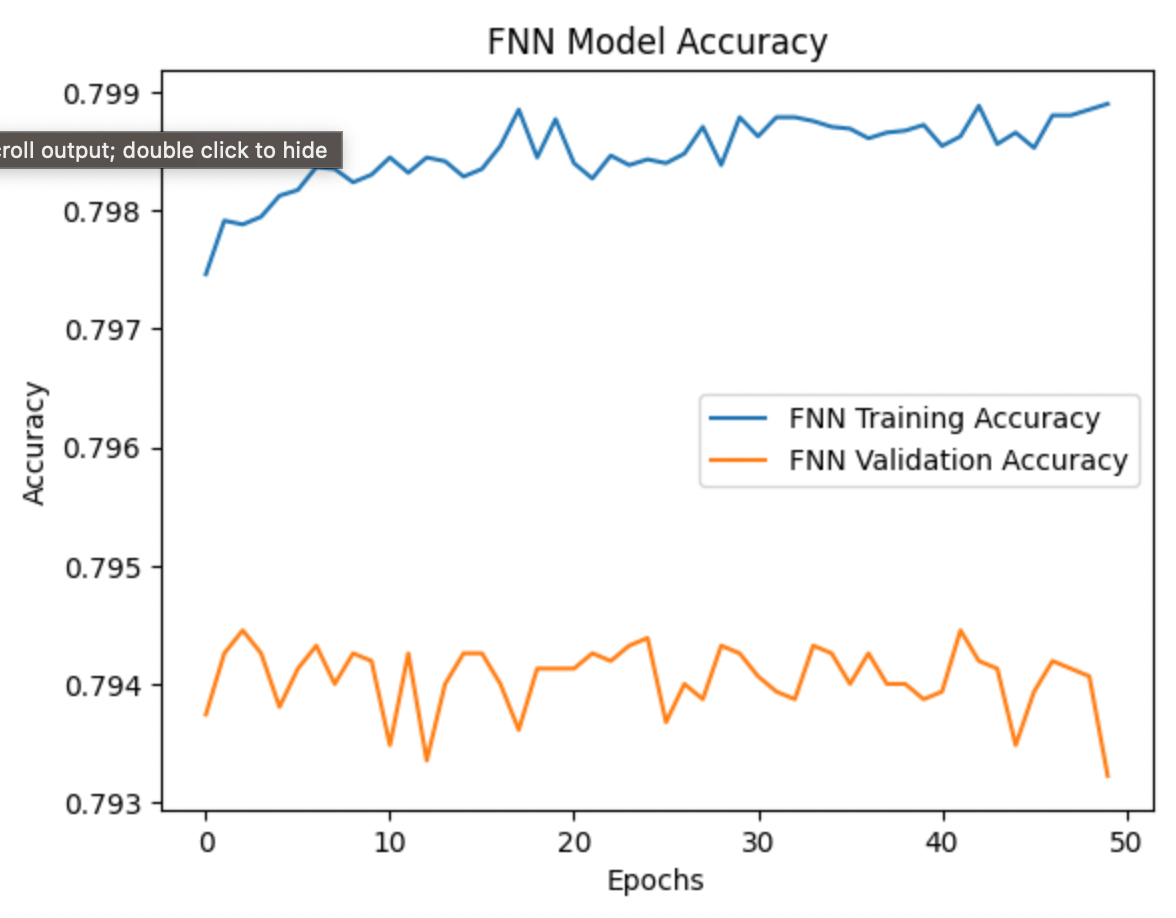 FNN Model Accuracy
0.799
croll output; double click to hide
0.798
0.797
0.796
0.795
0.794
0.793
Accuracy
FNN Training Accuracy
FNN Validation Accuracy
0 10 20 30 40 50
Epochs